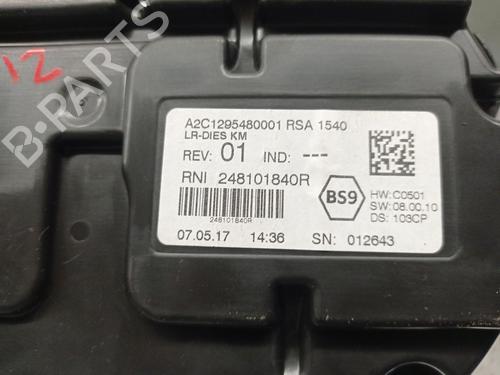 12
B-PARTS
A2C1295480001 RSA 1540
LR-DIES KM
REV: 01 IND: ---
RNI 248101840R
248101840R
BS9
HW:C0501
SW:08.00.10
DS: 103CP
07.05.17 14:36 SN: 012643